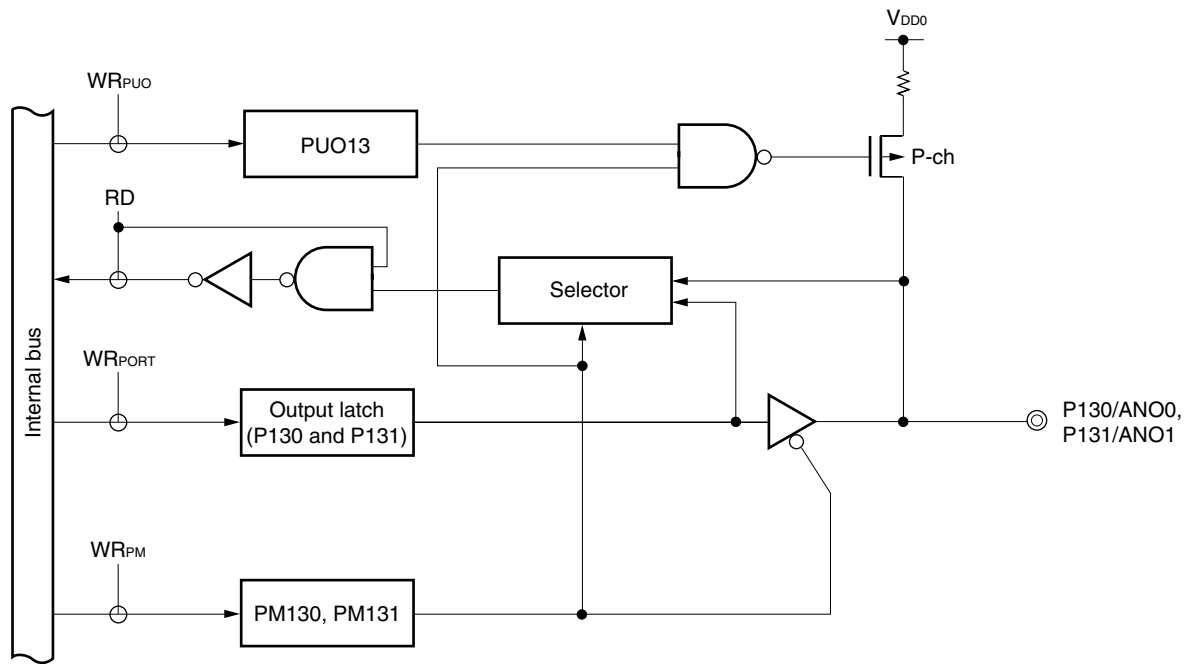 VDD0
WRPUO
PUO13
P-ch
RD
Selector
Internal bus
WRPORT
Output latch
(P130 and P131)
P130/ANO0,
P131/ANO1
WRPM
PM130, PM131